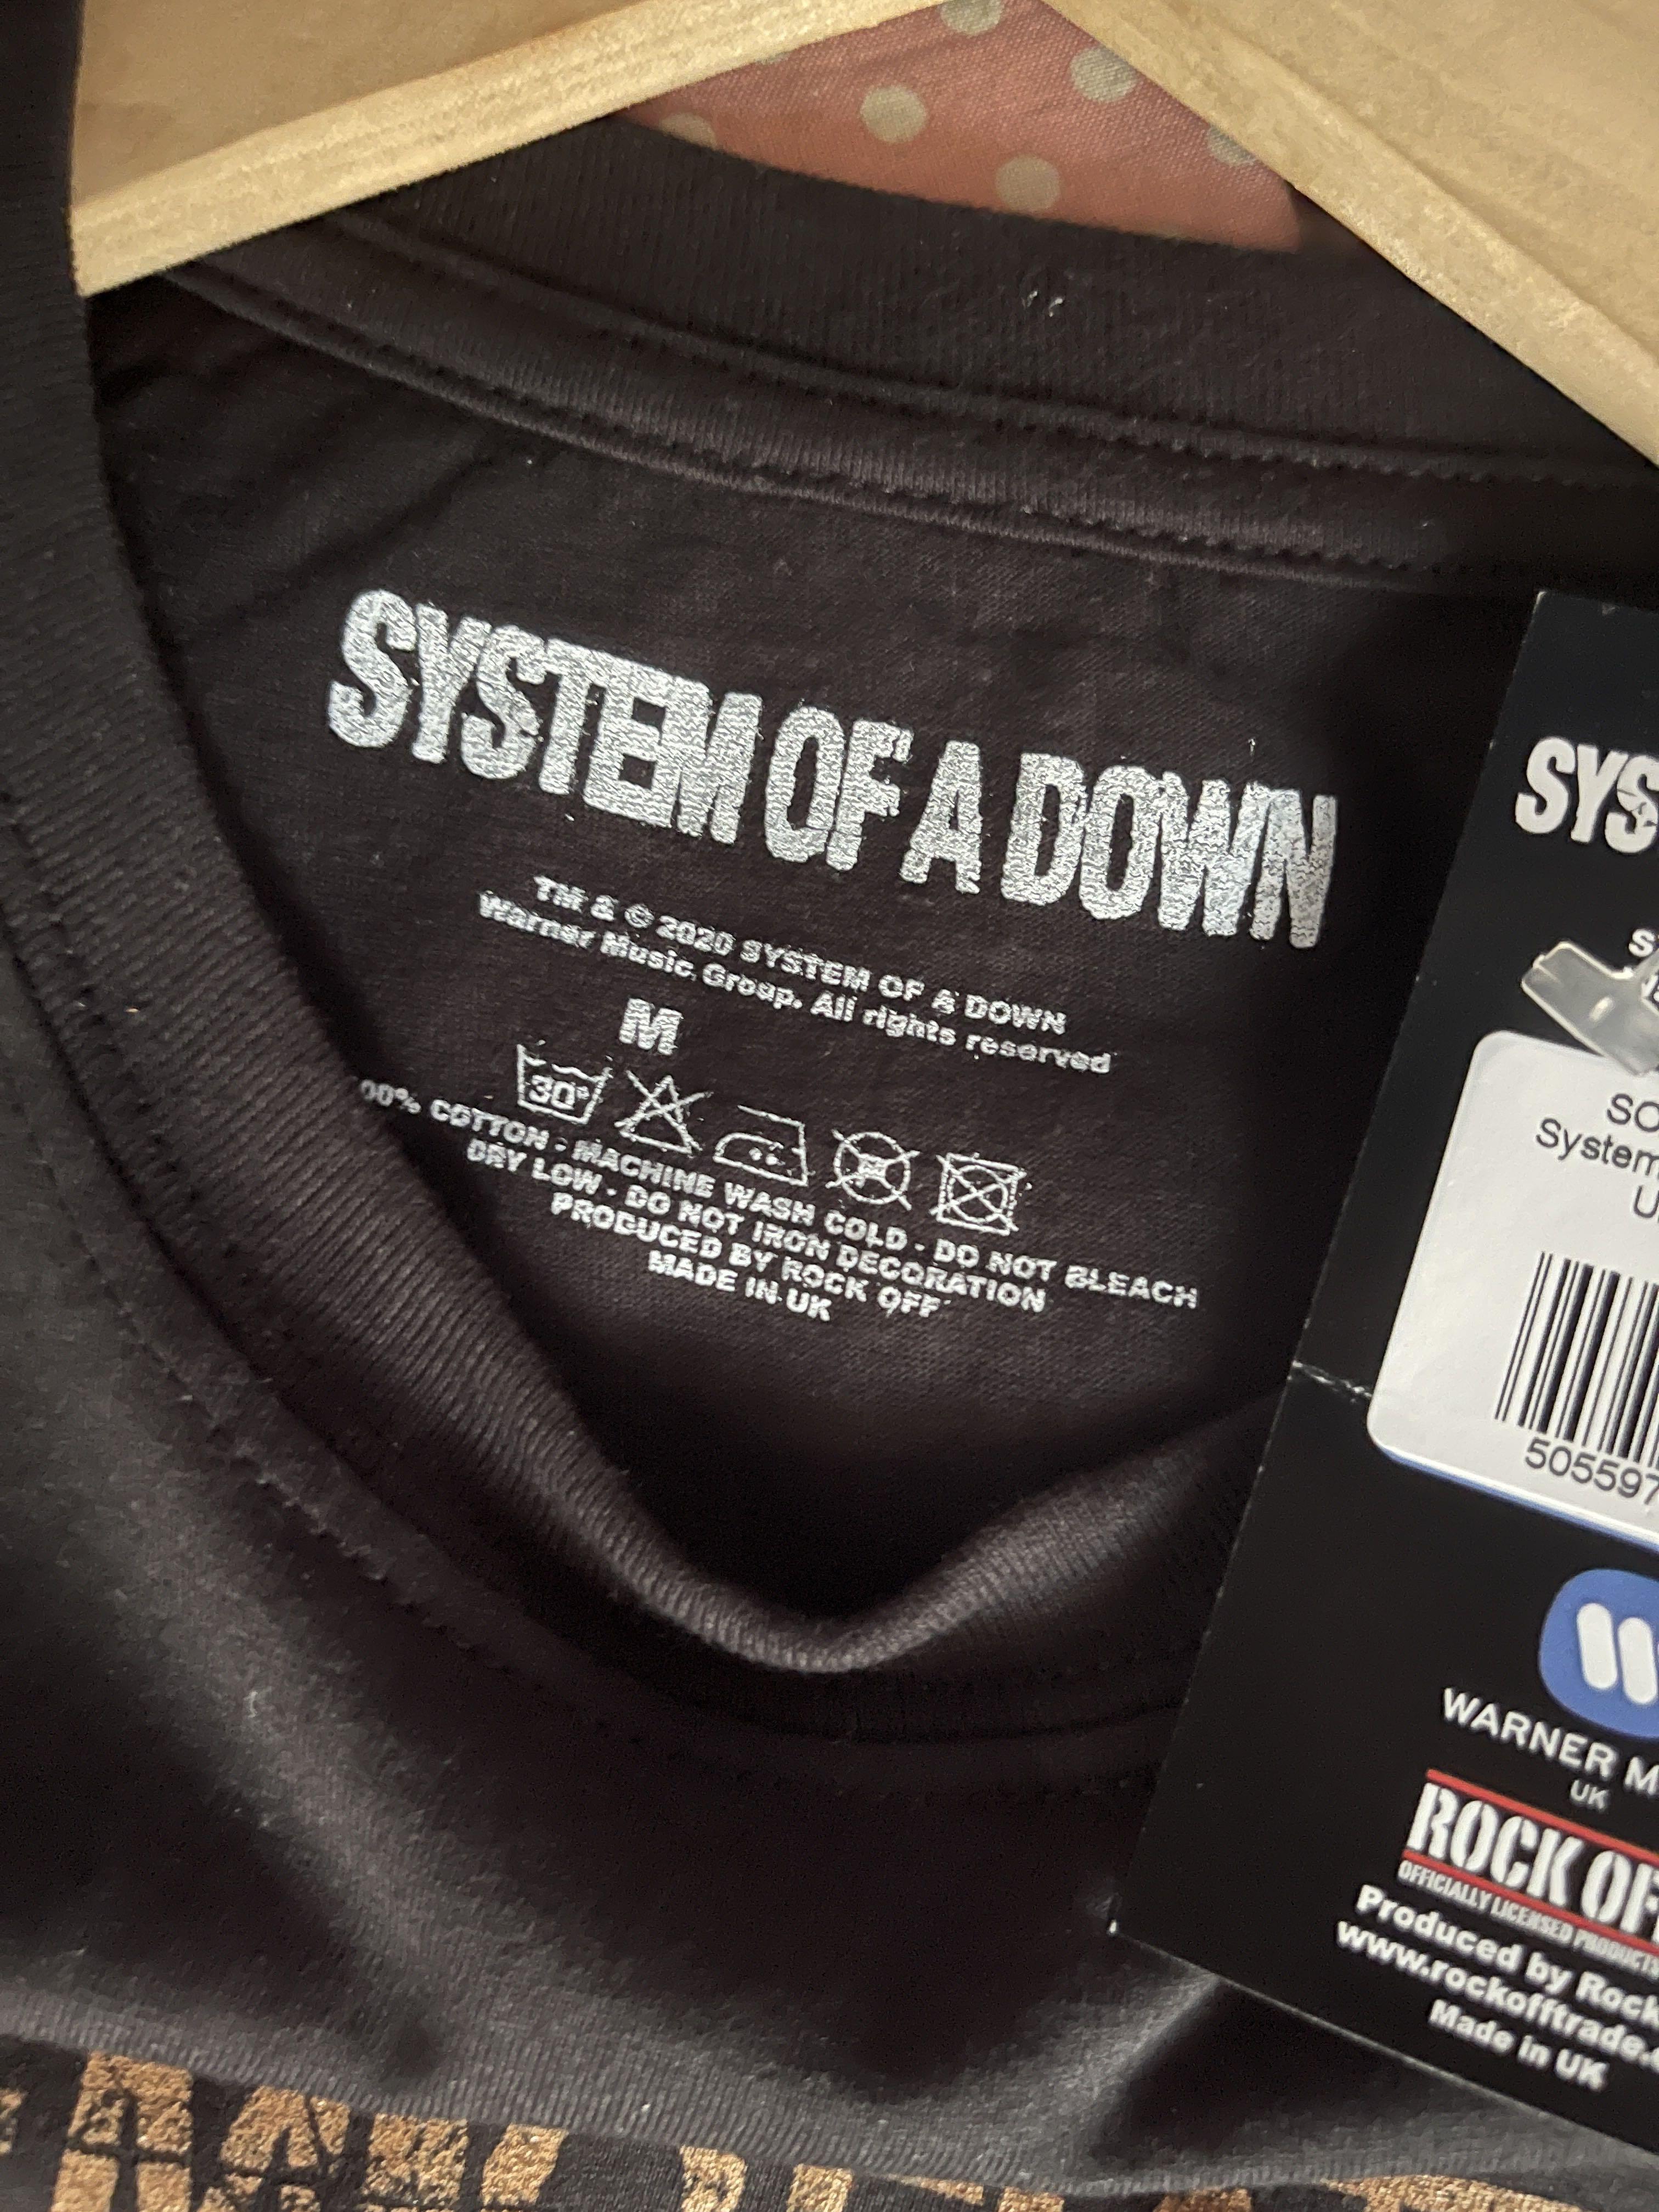 SYSTEM OF A DOWN
TM & © 2020 SYSTEM OF A DOWN
Warner Music Group. All rights reserved
M
30°
00% COTTON - MACHINE WASH COLD - DO NOT BLEACH
DRY LOW - DO NOT IRON DECORATION
PRODUCED BY ROCK OFF
MADE IN UK
SYS
SO
System
505597
WARNER M
UK
ROCK OF
OFFICIALLY LICENSED PRODUCTS
Produced by Rock
www.rockofftrade.
Made in UK